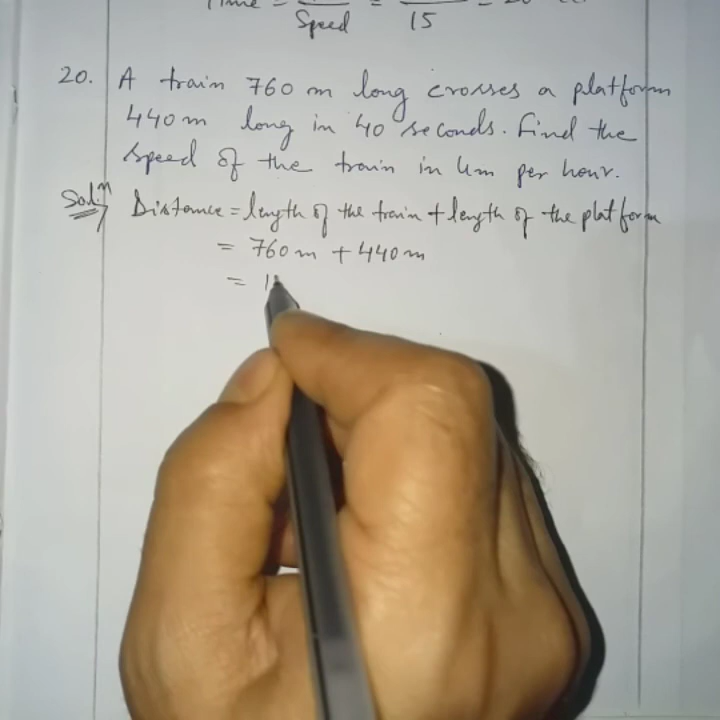 Speed = 15
20. A train 760 m long crosses a platform
440 m long in 40 seconds. Find the
speed of the train in km per hour.
Solⁿ Distance = length of the train + length of the platform
= 760 m + 440 m
= 1